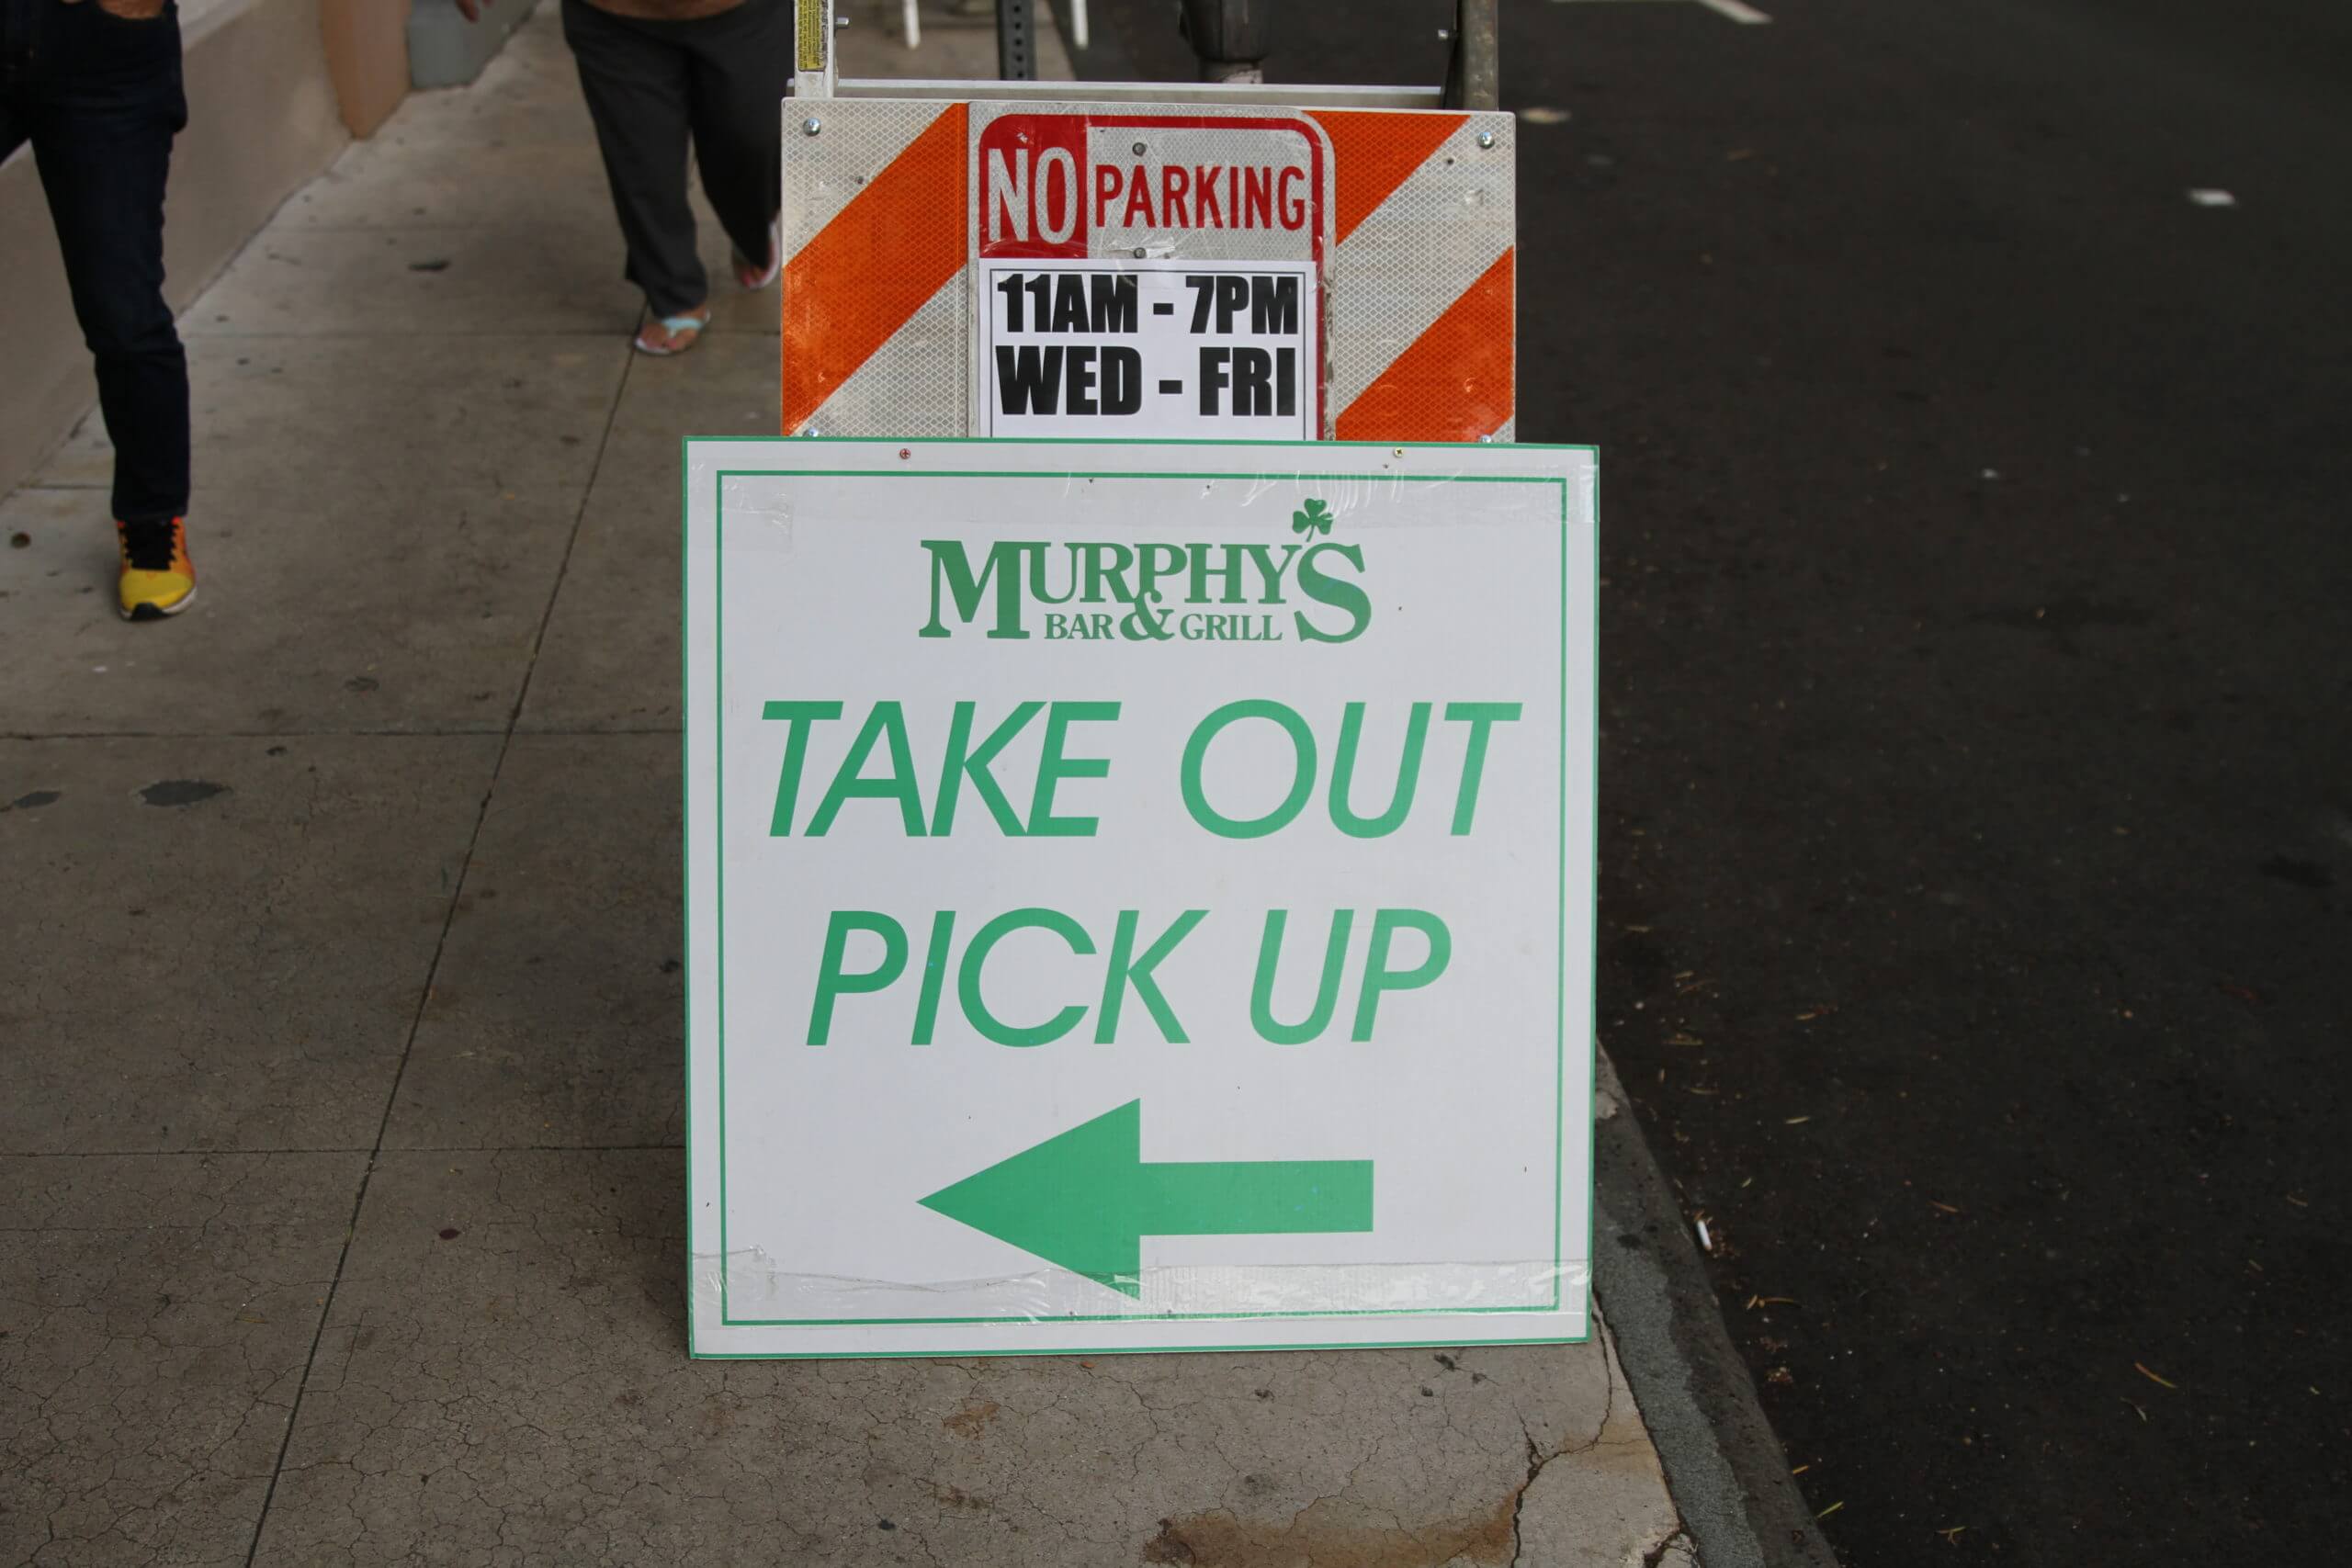 NO PARKING
11AM - 7PM
WED - FRI
MURPHY'S
BAR & GRILL
TAKE OUT
PICK UP